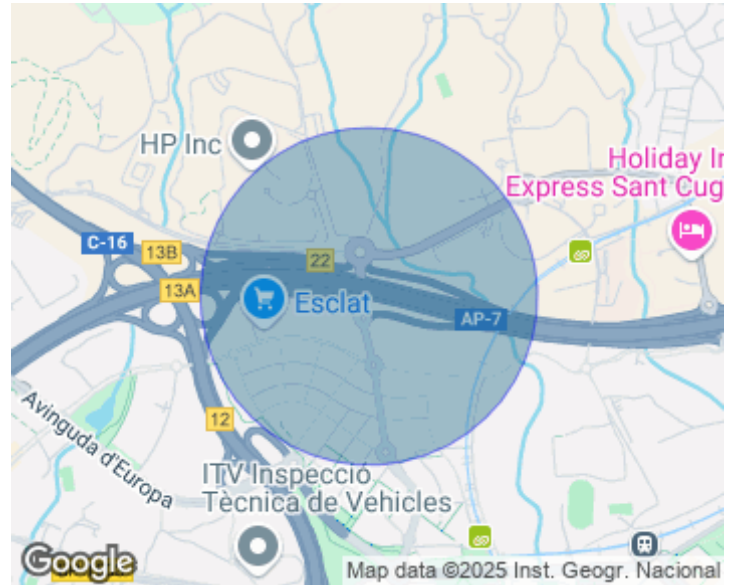 HP Inc
Holiday In
Express Sant Cug
C-16
13B
22
13A
Esclat
AP-7
12
Avinguda d'Europa
ITV Inspecció
Tècnica de Vehicles
Google
Map data ©2025 Inst. Geogr. Nacional